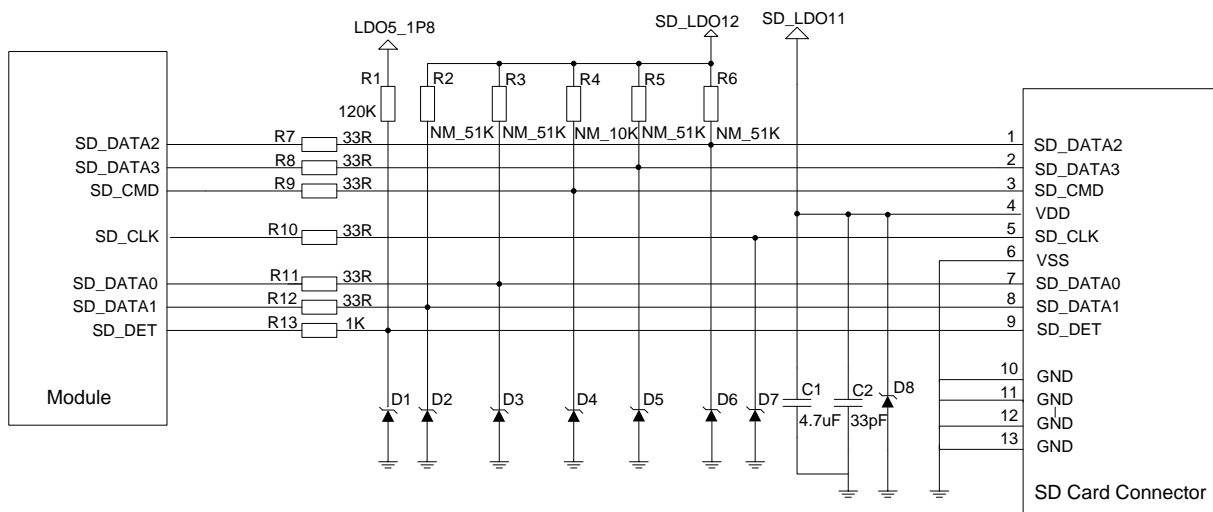 LDO5_1P8
SD_LDO12
SD_LDO11
R1
R2
R3
R4
R5
R6
120K
NM_51K
NM_51K
NM_10K
NM_51K
NM_51K
SD_DATA2
R7
33R
1
SD_DATA2
SD_DATA3
R8
33R
2
SD_DATA3
SD_CMD
R9
33R
3
SD_CMD
4
VDD
SD_CLK
R10
33R
5
SD_CLK
6
VSS
SD_DATA0
R11
33R
7
SD_DATA0
SD_DATA1
R12
33R
8
SD_DATA1
SD_DET
R13
1K
9
SD_DET
10
GND
11
GND
12
GND
13
GND
Module
D1
D2
D3
D4
D5
D6
D7
C1
4.7uF
C2
33pF
D8
SD Card Connector